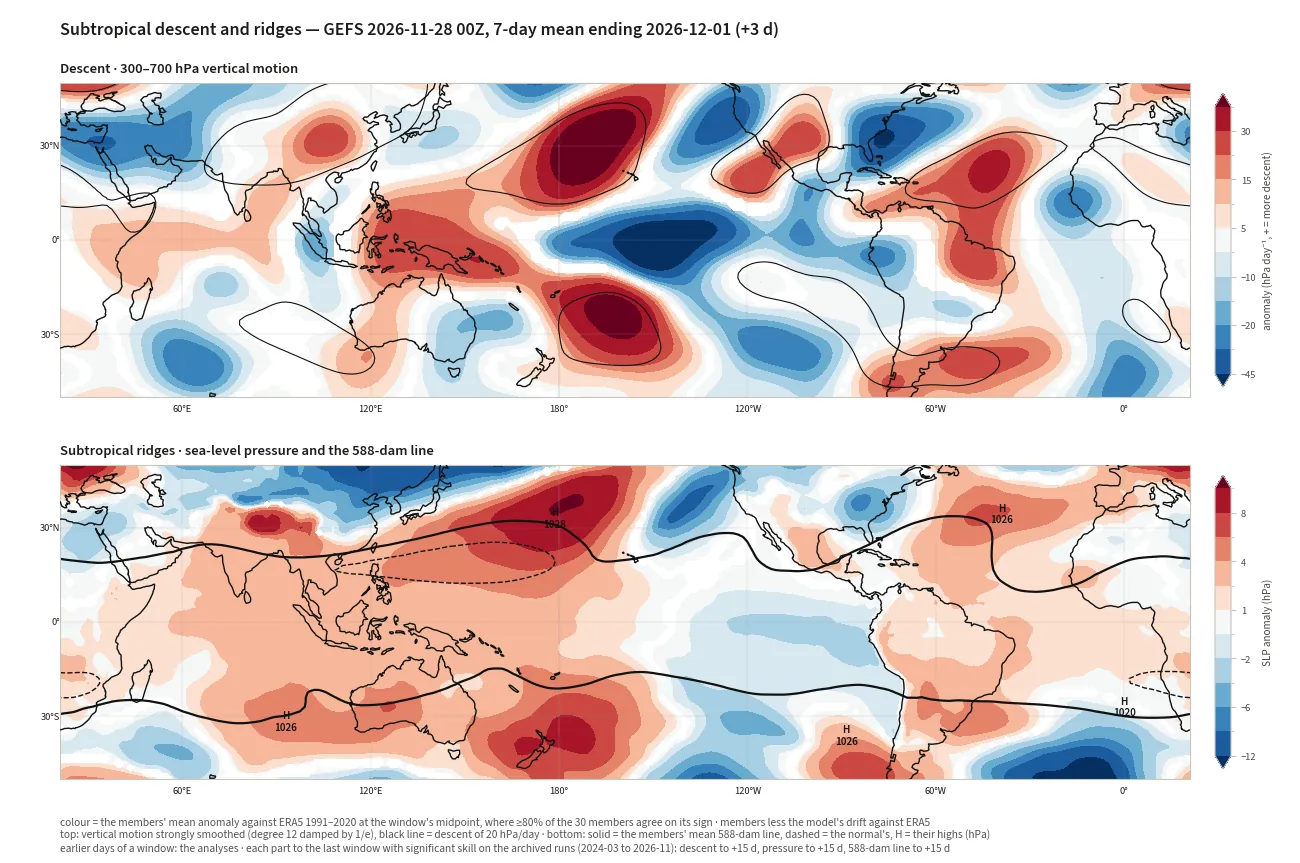 Subtropical descent and ridges — GEFS 2026-11-28 00Z, 7-day mean ending 2026-12-01 (+3 d)
Descent · 300–700 hPa vertical motion
30°N
0°
30°S
60°E
120°E
180°
120°W
60°W
0°
30
15
5
−10
−20
−45
anomaly (hPa day⁻¹, + = more descent)
Subtropical ridges · sea-level pressure and the 588-dam line
30°N
0°
30°S
H
1028
H
1026
H
1026
H
1026
H
1020
60°E
120°E
180°
120°W
60°W
0°
8
4
1
−2
−6
−12
SLP anomaly (hPa)
colour = the members' mean anomaly against ERA5 1991–2020 at the window's midpoint, where ≥80% of the 30 members agree on its sign · members less the model's drift against ERA5
top: vertical motion strongly smoothed (degree 12 damped by 1/e), black line = descent of 20 hPa/day · bottom: solid = the members' mean 588-dam line, dashed = the normal's, H = their highs (hPa)
earlier days of a window: the analyses · each part to the last window with significant skill on the archived runs (2024-03 to 2026-11): descent to +15 d, pressure to +15 d, 588-dam line to +15 d